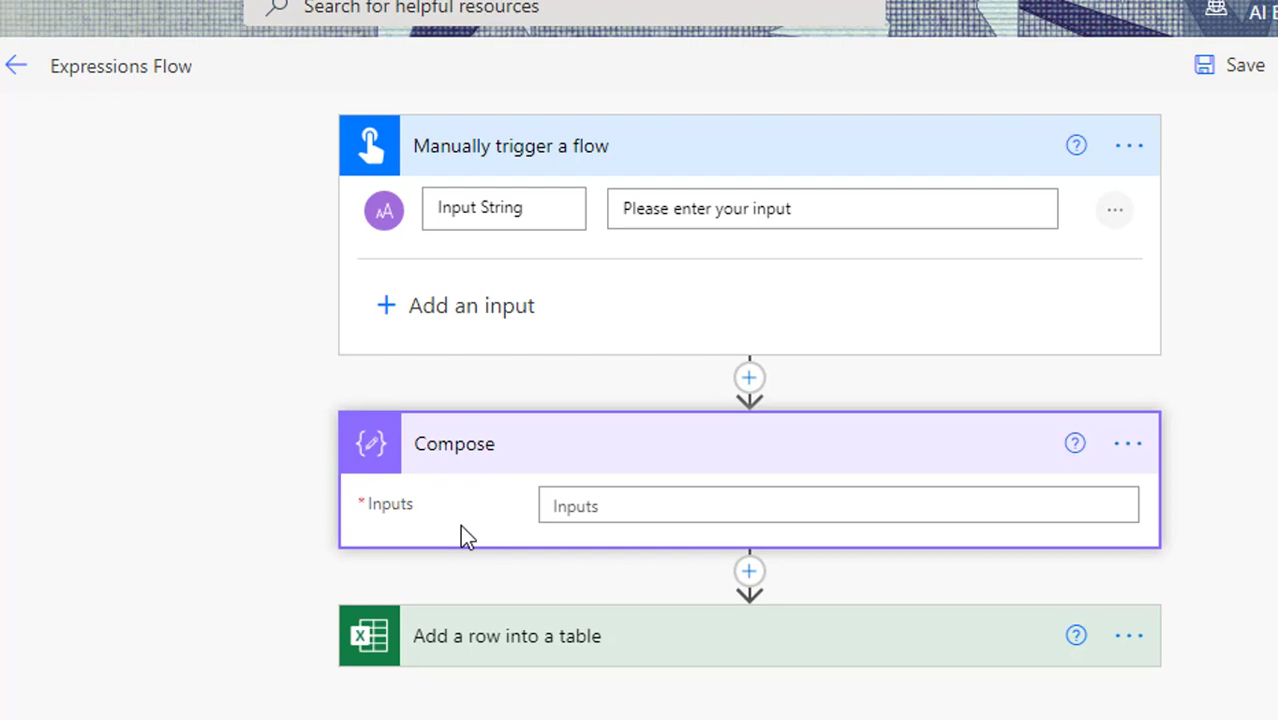 Search for helpful resources
Expressions Flow
Save
Manually trigger a flow
Input String
Please enter your input
Add an input
Compose
* Inputs
Inputs
Add a row into a table